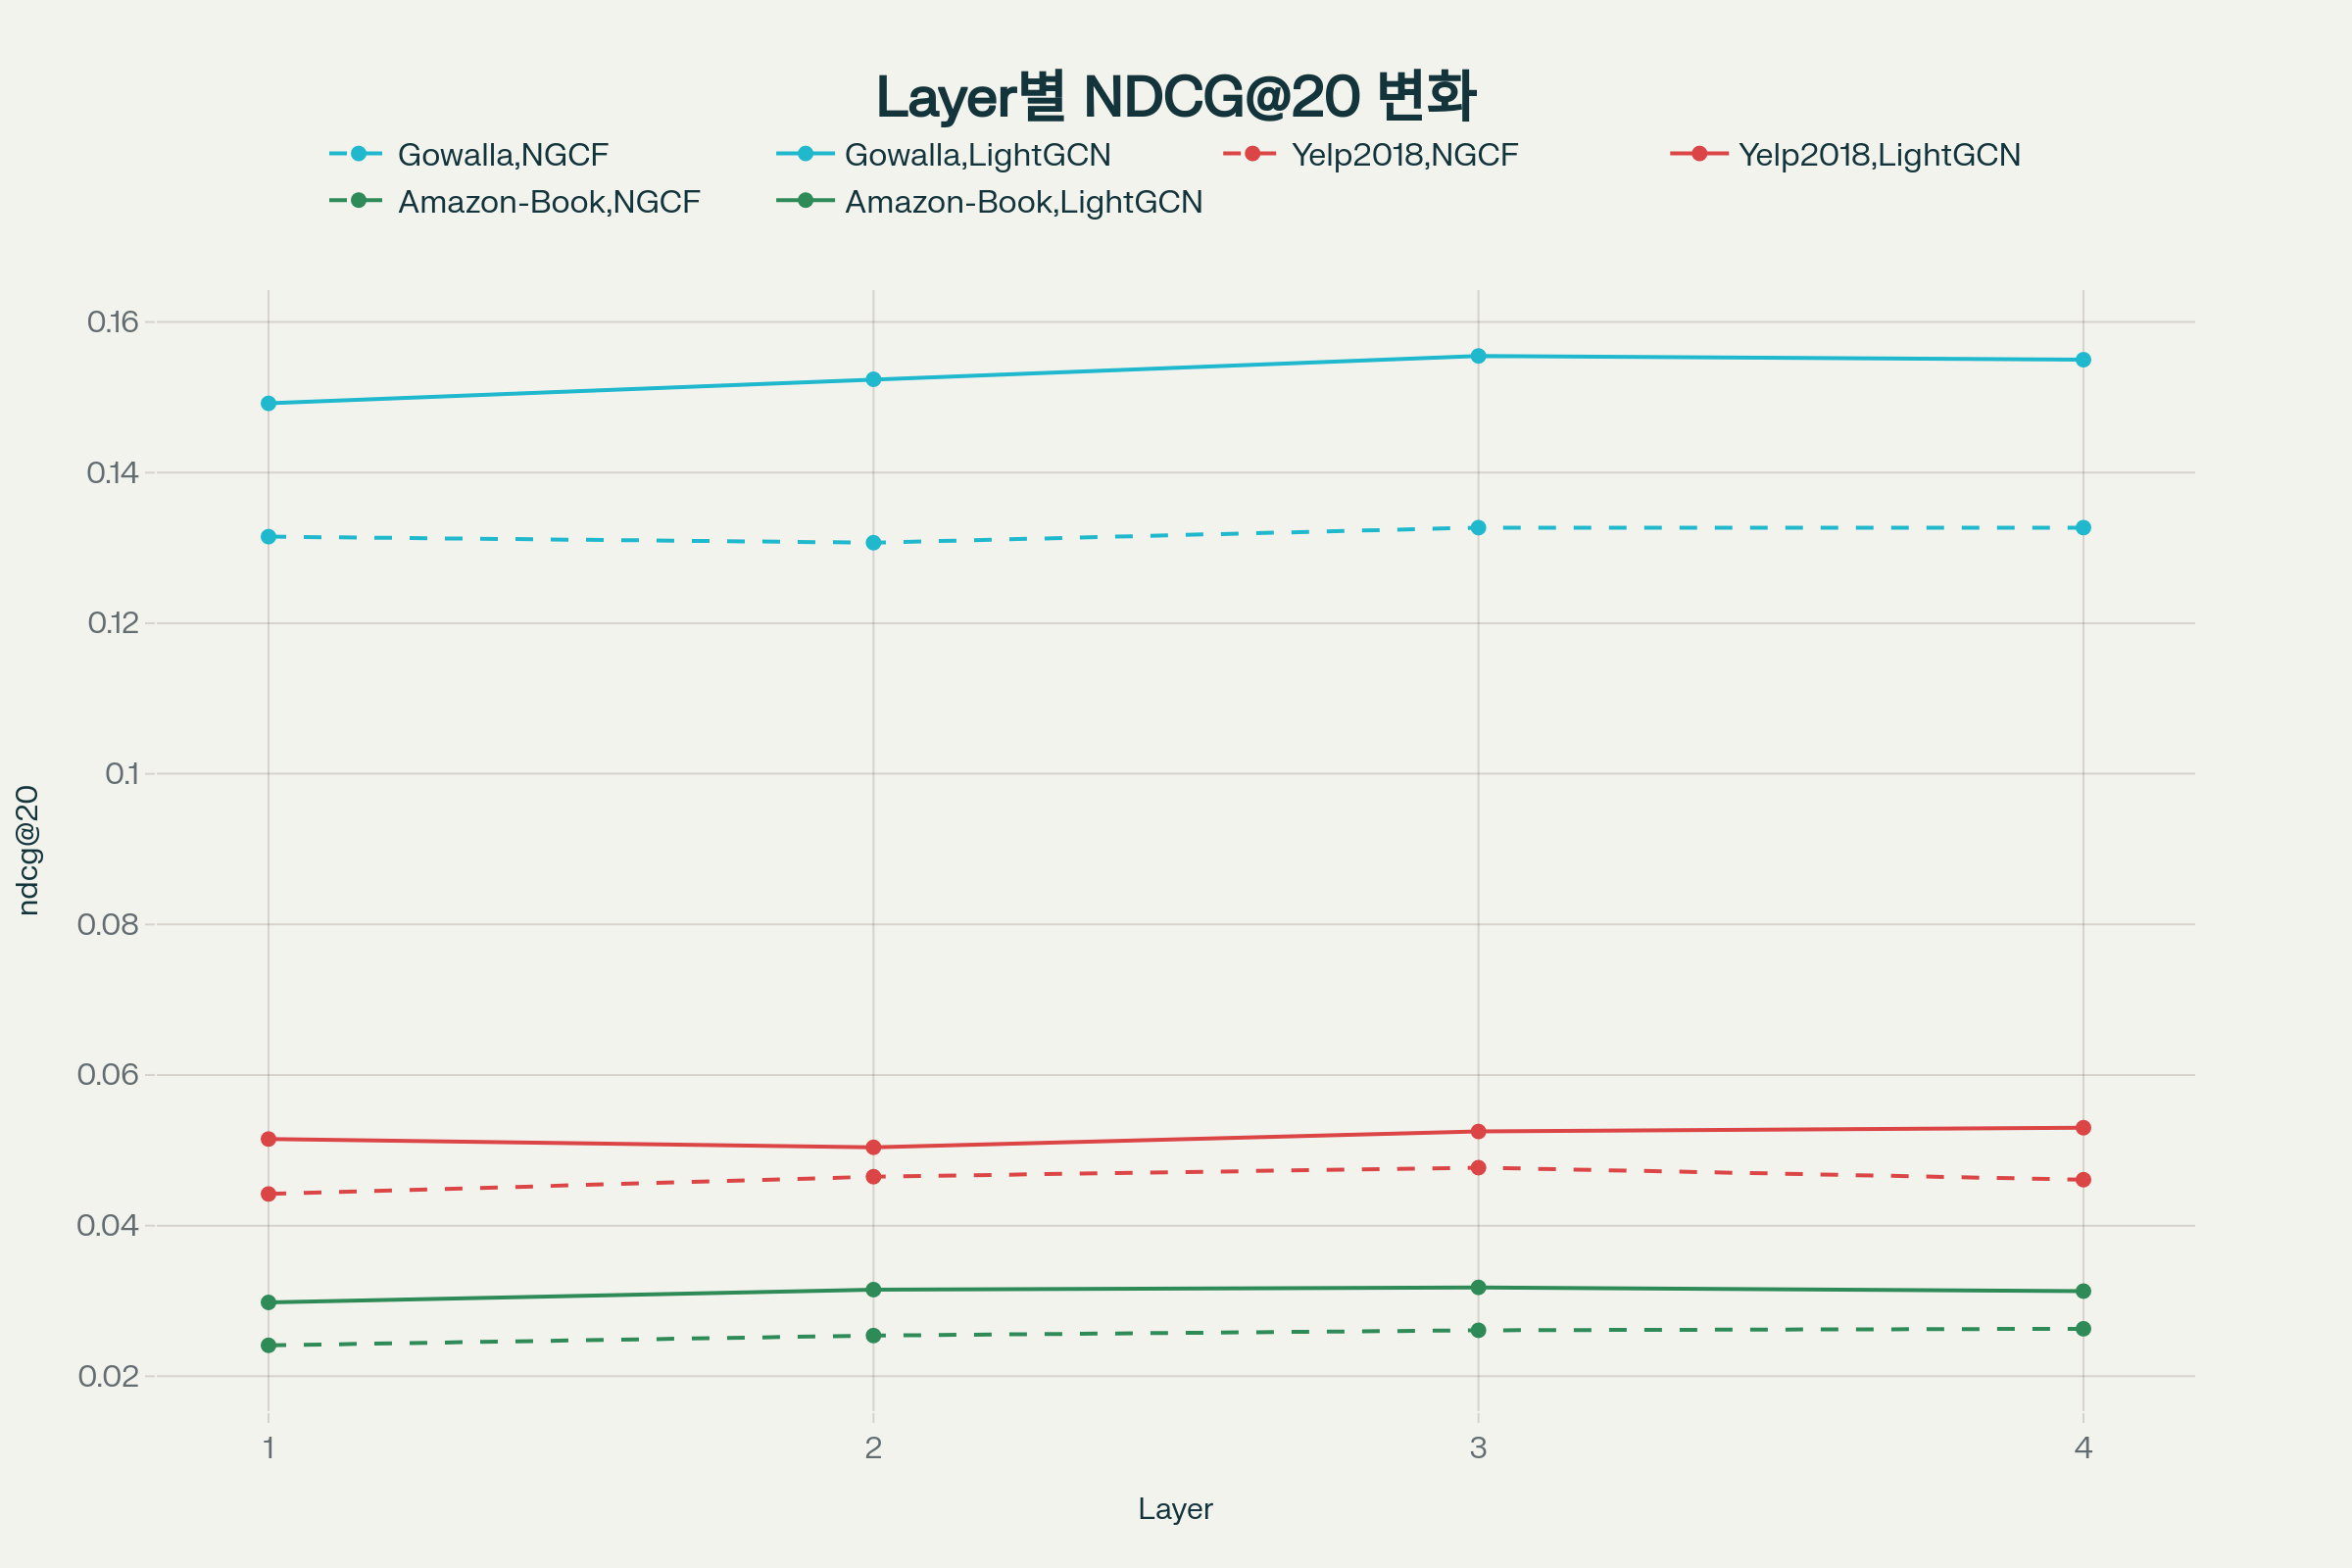 Layer별 NDCG@20 변화
Gowalla,NGCF Gowalla,LightGCN Yelp2018,NGCF Yelp2018,LightGCN
Amazon-Book,NGCF Amazon-Book,LightGCN
0.16
0.14
0.12
0.1
0.08
0.06
0.04
0.02
ndcg@20
1 2 3 4
Layer